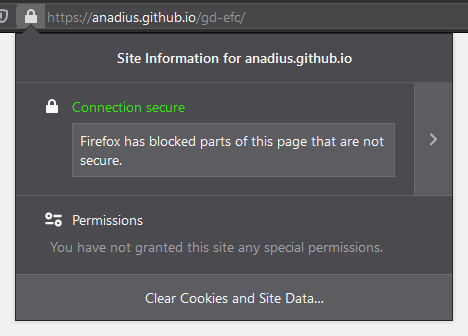 https://anadius.github.io/gd-efc/
Site Information for anadius.github.io
Connection secure
Firefox has blocked parts of this page that are not
secure.
Permissions
You have not granted this site any special permissions.
Clear Cookies and Site Data...